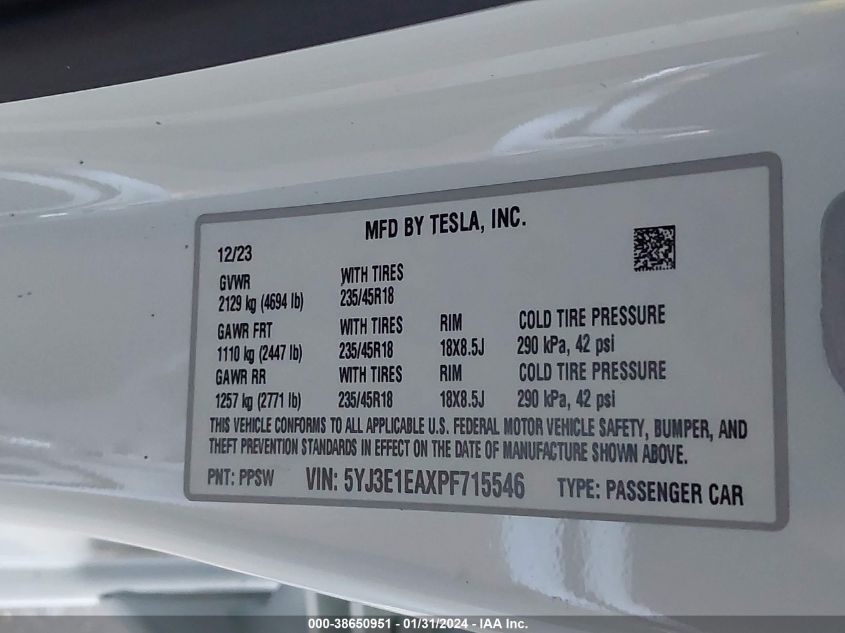 MFD BY TESLA, INC.
12/23
GVWR WITH TIRES
2129 kg (4694 lb) 235/45R18
GAWR FRT WITH TIRES RIM COLD TIRE PRESSURE
1110 kg (2447 lb) 235/45R18 18X8.5J 290 kPa, 42 psi
GAWR RR WITH TIRES RIM COLD TIRE PRESSURE
1257 kg (2771 lb) 235/45R18 18X8.5J 290 kPa, 42 psi
THIS VEHICLE CONFORMS TO ALL APPLICABLE U.S. FEDERAL MOTOR VEHICLE SAFETY, BUMPER, AND
THEFT PREVENTION STANDARDS IN EFFECT ON THE DATE OF MANUFACTURE SHOWN ABOVE.
PNT: PPSW VIN: 5YJ3E1EAXPF715546 TYPE: PASSENGER CAR
000-38650951 - 01/31/2024 - IAA Inc.